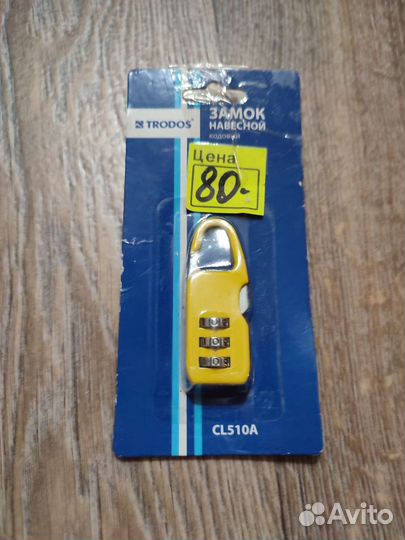 TRODOS
ЗАМОК
НАВЕСНОЙ
кодовый
Цена
80.-
CL510A
Avito